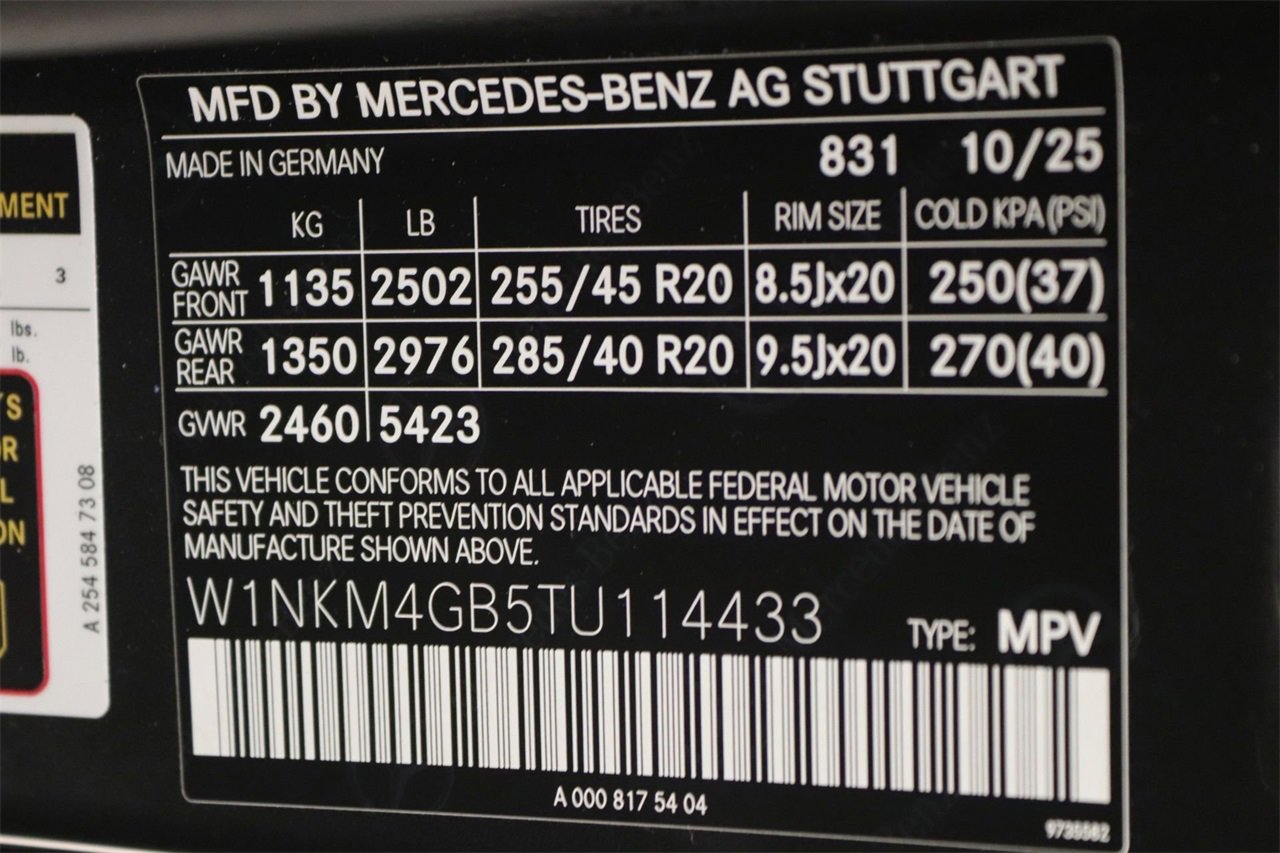 MFD BY MERCEDES-BENZ AG STUTTGART
MADE IN GERMANY 831 10/25
KG LB TIRES RIM SIZE COLD KPA (PSI)
GAWR FRONT 1135 2502 255/45 R20 8.5Jx20 250(37)
GAWR REAR 1350 2976 285/40 R20 9.5Jx20 270(40)
GVWR 2460 5423
THIS VEHICLE CONFORMS TO ALL APPLICABLE FEDERAL MOTOR VEHICLE
SAFETY AND THEFT PREVENTION STANDARDS IN EFFECT ON THE DATE OF
MANUFACTURE SHOWN ABOVE.
W1NKM4GB5TU114433 TYPE: MPV
A 000 817 54 04
9735582
MENT
3
lbs.
lb.
A 254 584 73 08